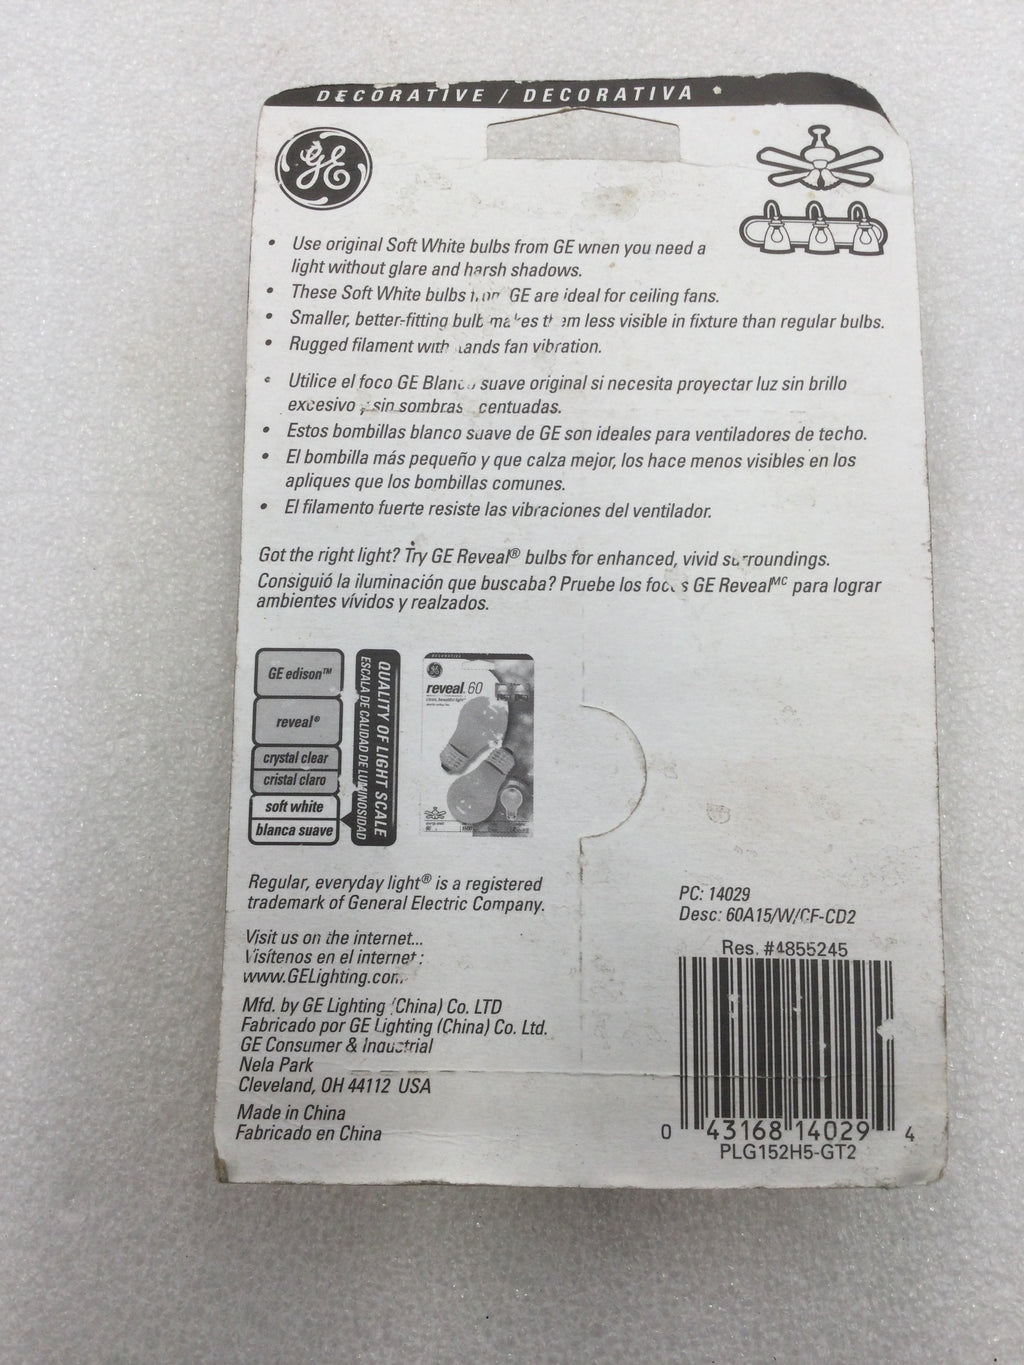 DECORATIVE / DECORATIVA
GE
• Use original Soft White bulbs from GE wnen you need a
light without glare and harsh shadows.
• These Soft White bulbs GE are ideal for ceiling fans.
• Smaller, better-fitting bulb makes them less visible in fixture than regular bulbs.
• Rugged filament with ands fan vibration.
• Utilice el foco GE Blanco suave original si necesita proyectar luz sin brillo
excesivo y sin sombras centuadas.
• Estos bombillas blanco suave de GE son ideales para ventiladores de techo.
• El bombilla más pequeño y que calza mejor, los hace menos visibles en los
apliques que los bombillas comunes.
• El filamento fuerte resiste las vibraciones del ventilador.
Got the right light? Try GE Reveal® bulbs for enhanced, vivid surroundings.
Consiguió la iluminación que buscaba? Pruebe los focos GE Reveal MC para lograr
ambientes vívidos y realzados.
GE edison™
reveal®
crystal clear
cristal claro
soft white
blanca suave
QUALITY OF LIGHT SCALE
ESCALA DE CALIDAD DE LUMINOSIDAD
DECORATIVE
GE
reveal. 60
Regular, everyday light® is a registered
trademark of General Electric Company.
Visit us on the internet...
Visítenos en el internet:
www.GELighting.com
Mfd. by GE Lighting (China) Co. LTD
Fabricado por GE Lighting (China) Co. Ltd.
GE Consumer & Industrial
Nela Park
Cleveland, OH 44112 USA
Made in China
Fabricado en China
PC: 14029
Desc: 60A15/W/CF-CD2
Res. #4855245
0 43168 14029 4
PLG152H5-GT2